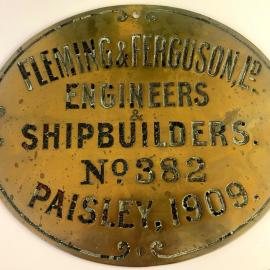 FLEMING & FERGUSON, LD
ENGINEERS
&
SHIPBUILDERS.
No 382
PAISLEY, 1909.